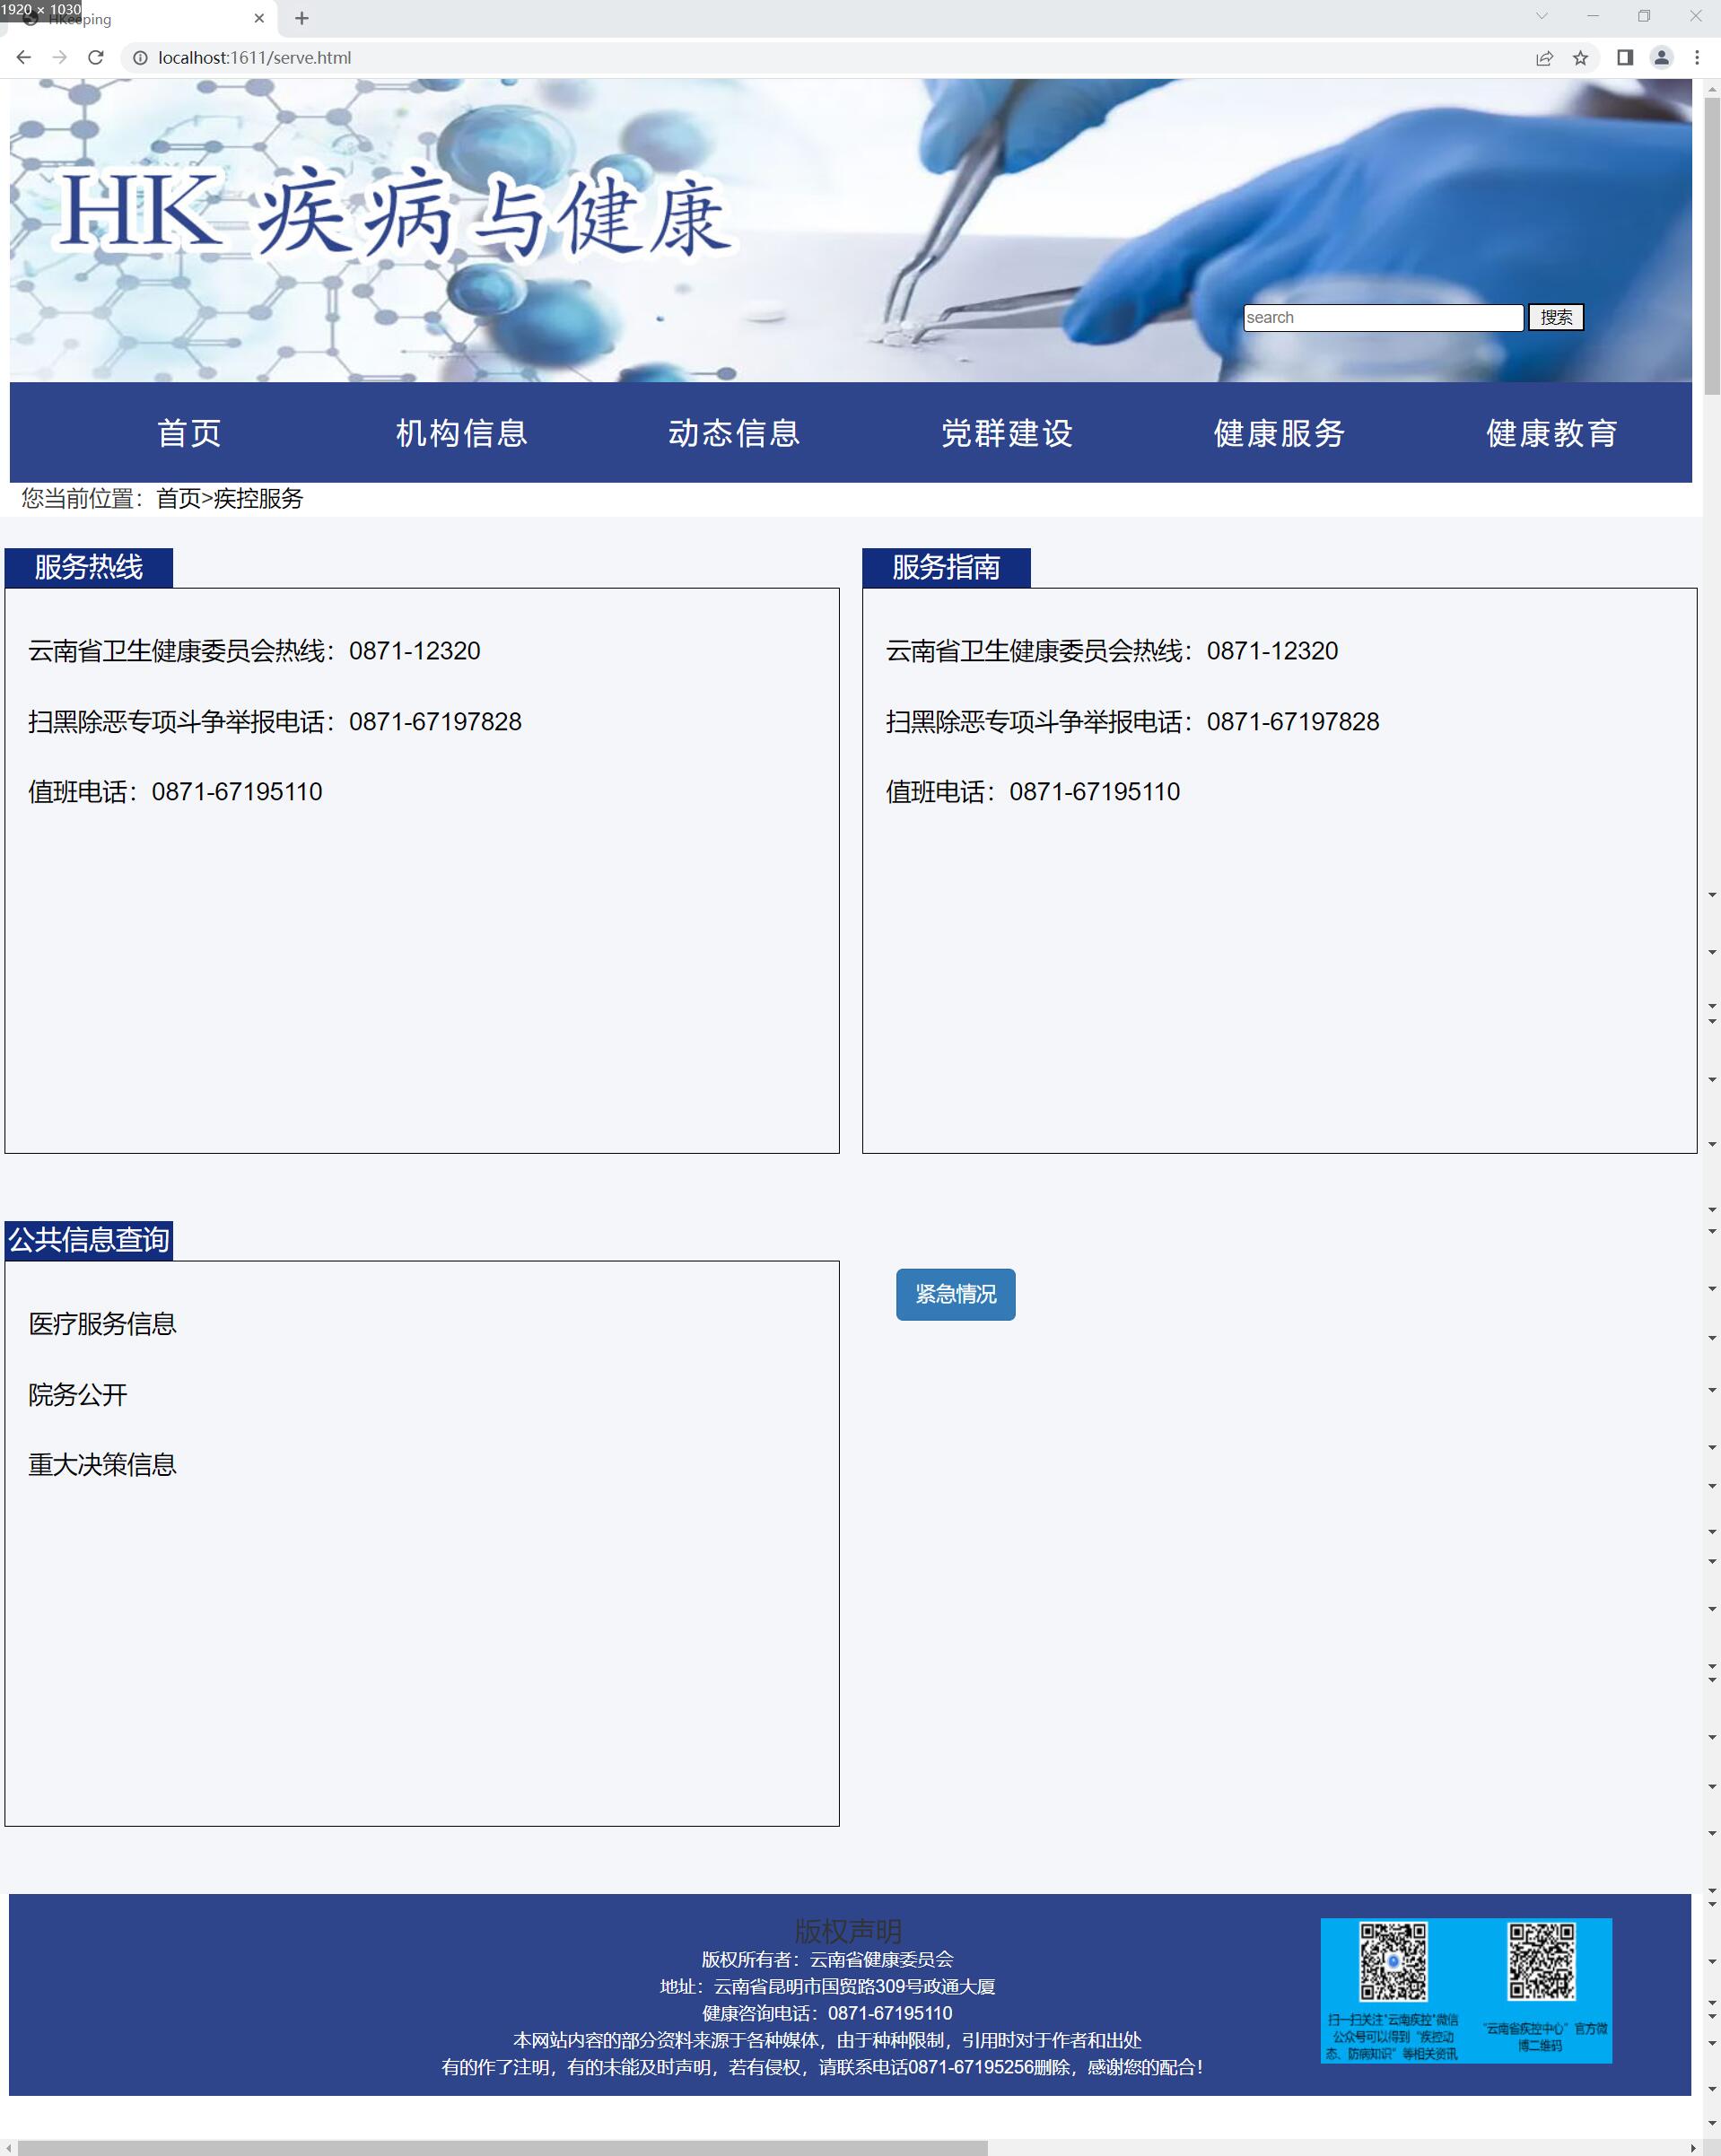 1920 × 1030
HKeeping
localhost:1611/serve.html
HK 疾病与健康
search
搜索
首页 机构信息 动态信息 党群建设 健康服务 健康教育
您当前位置：首页>疾控服务
服务热线
云南省卫生健康委员会热线：0871-12320
扫黑除恶专项斗争举报电话：0871-67197828
值班电话：0871-67195110
服务指南
云南省卫生健康委员会热线：0871-12320
扫黑除恶专项斗争举报电话：0871-67197828
值班电话：0871-67195110
公共信息查询
医疗服务信息
院务公开
重大决策信息
紧急情况
版权声明
版权所有者：云南省健康委员会
地址：云南省昆明市国贸路309号政通大厦
健康咨询电话：0871-67195110
本网站内容的部分资料来源于各种媒体，由于种种限制，引用时对于作者和出处
有的作了注明，有的未能及时声明，若有侵权，请联系电话0871-67195256删除，感谢您的配合！
扫一扫关注"云南疾控"微信
公众号可以得到“疾控动
态、防病知识”等相关资讯
“云南省疾控中心”官方微
博二维码